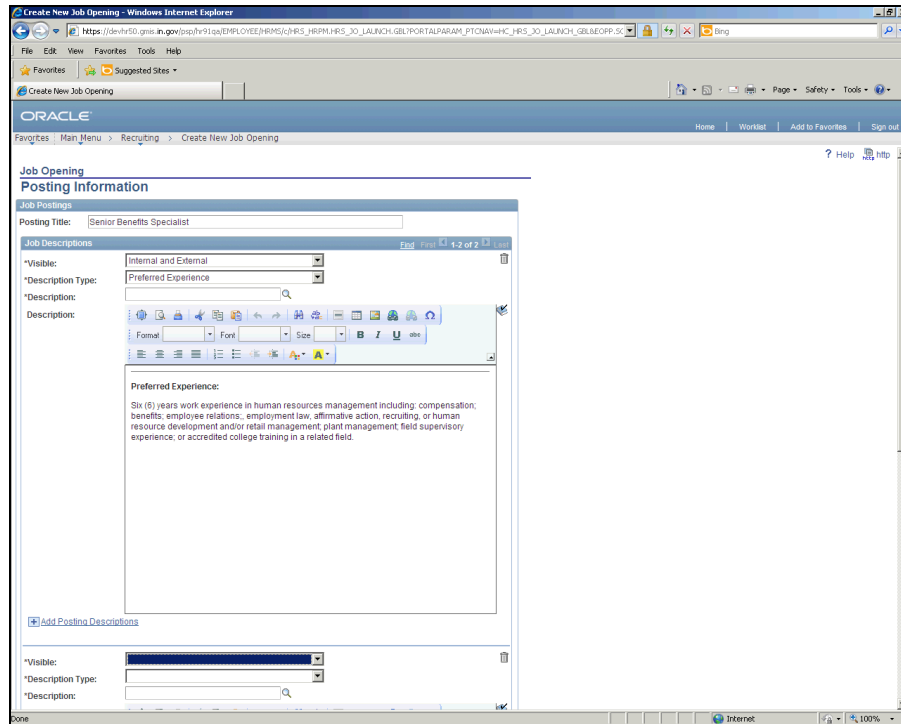 Create New Job Opening - Windows Internet Explorer
https://devhr50.gmis.in.gov/psp/hr91qa/EMPLOYEE/HRMS/c/HRS_HRPM.HRS_JO_LAUNCH.GBL?PORTALPARAM_PTCNAV=HC_HRS_JO_LAUNCH_GBL&EOPP.SC
Bing
File Edit View Favorites Tools Help
Favorites Suggested Sites
Create New Job Opening
Page Safety Tools
ORACLE
Home | Worklist | Add to Favorites | Sign out
Favorites Main Menu > Recruiting > Create New Job Opening
? Help http
Job Opening
Posting Information
Job Postings
Posting Title: Senior Benefits Specialist
Job Descriptions Find First 1-2 of 2 Last
*Visible: Internal and External
*Description Type: Preferred Experience
*Description:
Description:
Format Font Size B I U abc
A A
Preferred Experience:
Six (6) years work experience in human resources management including: compensation;
benefits; employee relations;, employment law, affirmative action, recruiting, or human
resource development and/or retail management; plant management; field supervisory
experience; or accredited college training in a related field.
Add Posting Descriptions
*Visible:
*Description Type:
*Description:
Done Internet 100%